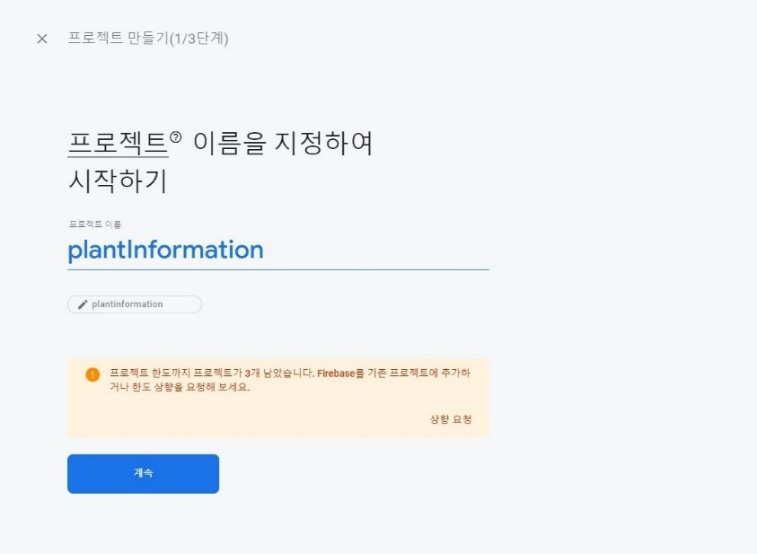 프로젝트 만들기(1/3단계)
프로젝트 이름을 지정하여
시작하기
프로젝트 이름
plantInformation
plantinformation
프로젝트 한도까지 프로젝트가 3개 남았습니다. Firebase를 기존 프로젝트에 추가하
거나 한도 상향을 요청해 보세요.
상향 요청
계속